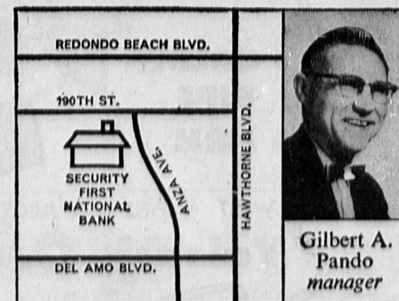 REDONDO BEACH BLVD.
190TH ST.
ANZA AVE.
HAWTHORNE BLVD.
SECURITY
FIRST
NATIONAL
BANK
DEL AMO BLVD.
Gilbert A.
Pando
manager